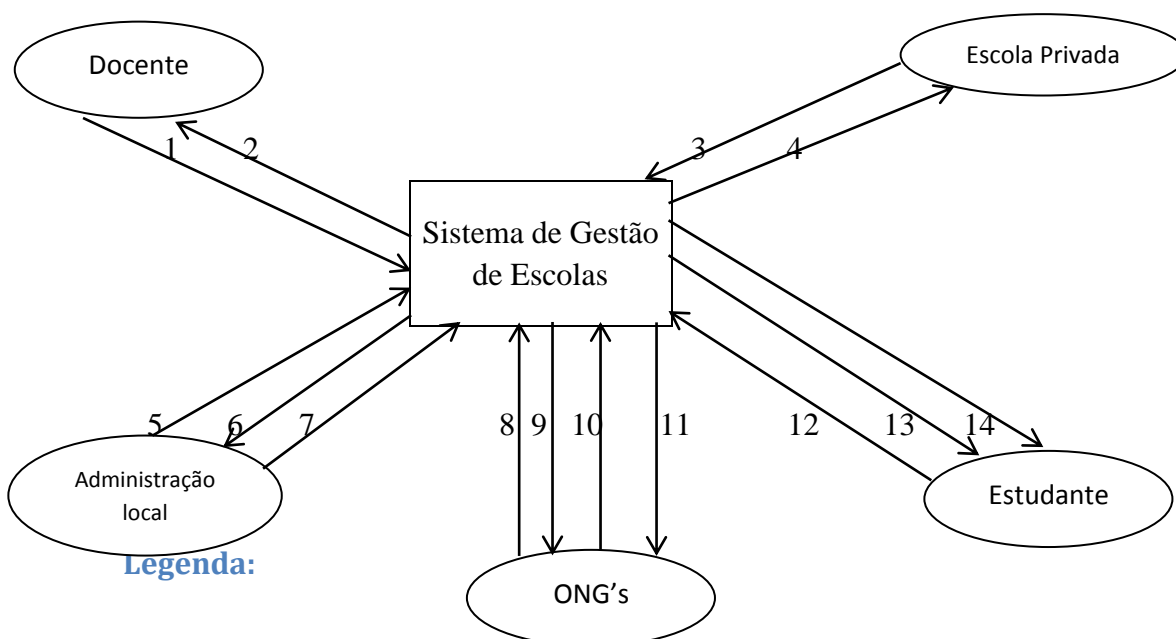 Docente
Escola Privada
1
2
3
4
Sistema de Gestão
de Escolas
5
6
7
8
9
10
11
12
13
14
Administração
local
Estudante
Legenda:
ONG’s